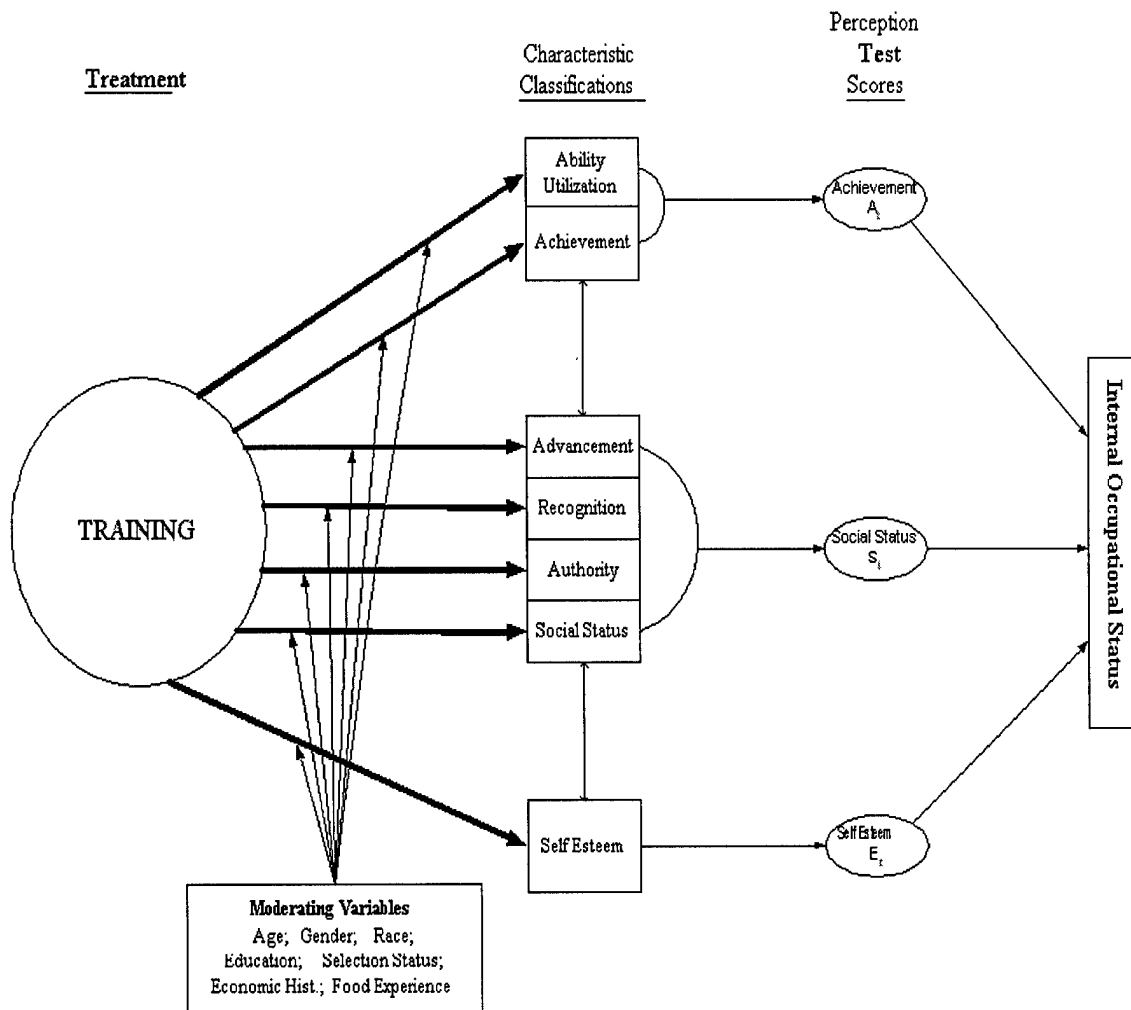 Treatment
Characteristic
Classifications
Perception
Test
Scores
Ability
Utilization
Achievement
Advancement
Recognition
Authority
Social Status
Self Esteem
Achievement
Social Status
Self Esteem
TRAINING
Internal Occupational Status
Moderating Variables
Age; Gender; Race;
Education; Selection Status;
Economic Hist.; Food Experience